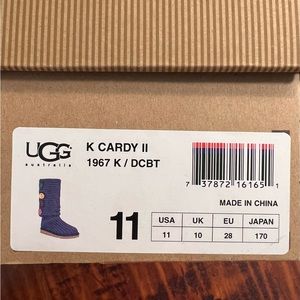 UGG
australia
K CARDY II
1967 K / DCBT
7 37872 16165 1
MADE IN CHINA
11
USA UK EU JAPAN
11 10 28 170